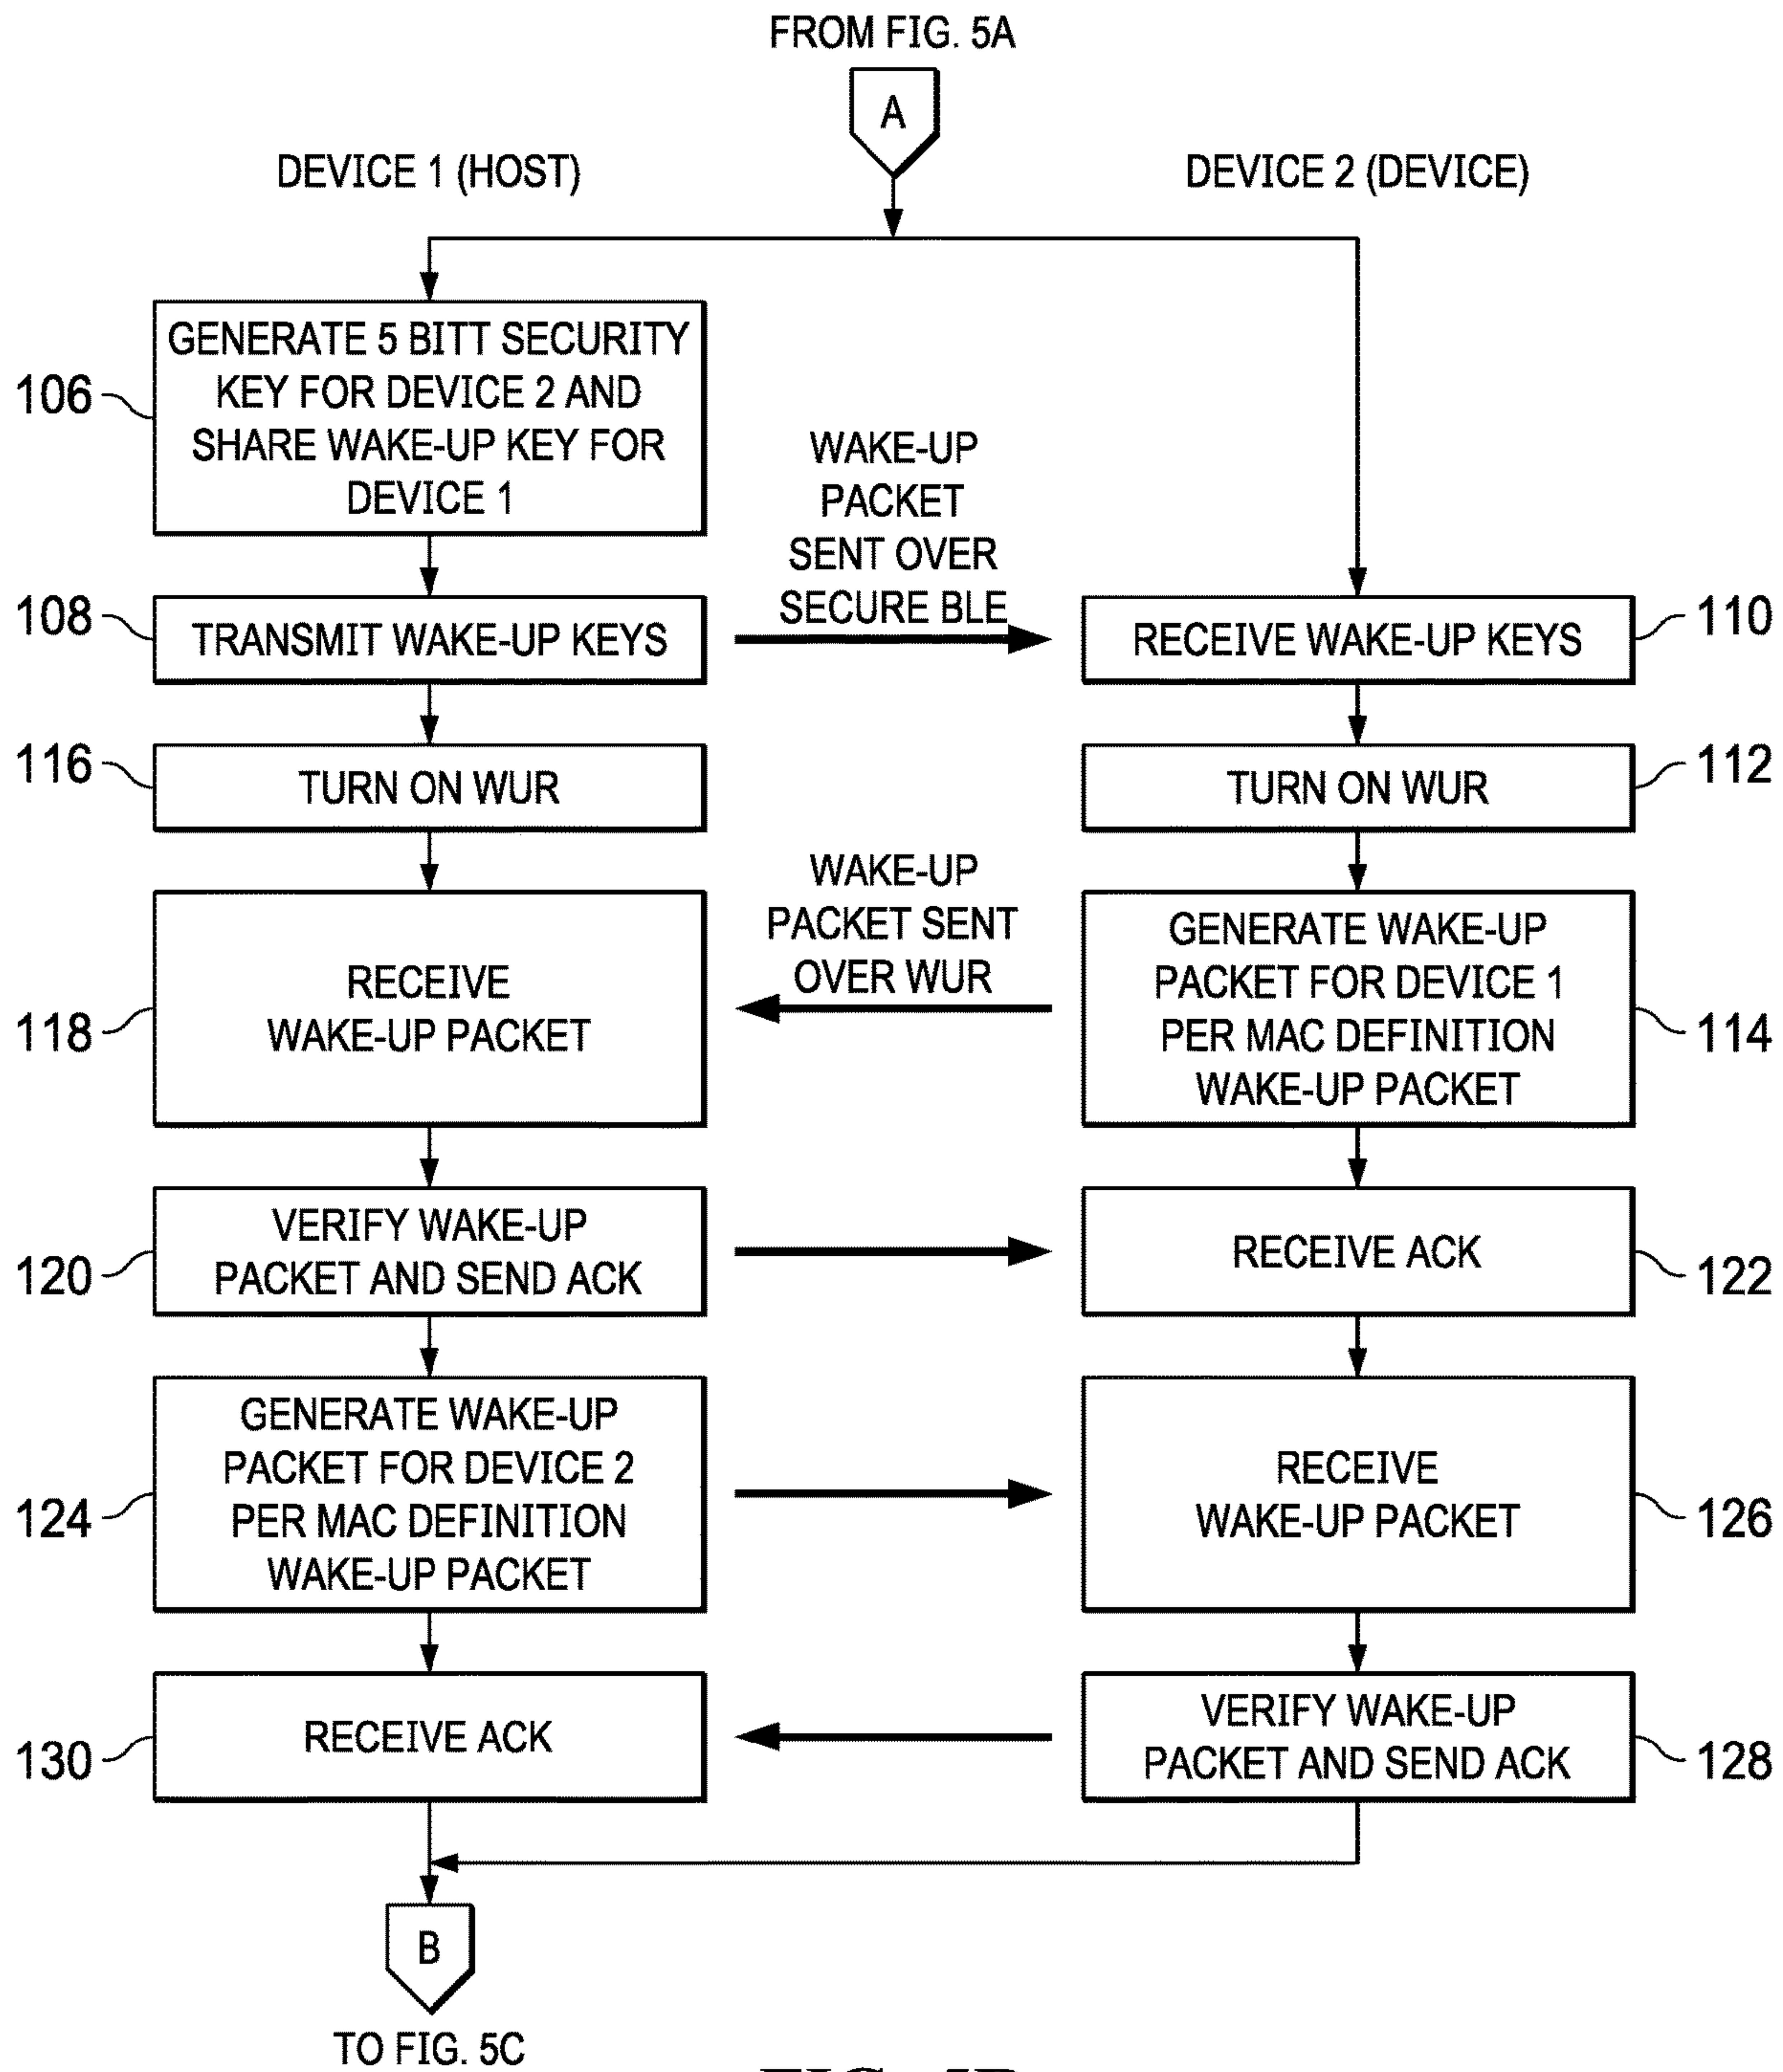 FROM FIG. 5A
A
DEVICE 1 (HOST)
DEVICE 2 (DEVICE)
106
GENERATE 5 BITT SECURITY
KEY FOR DEVICE 2 AND
SHARE WAKE-UP KEY FOR
DEVICE 1
WAKE-UP
PACKET
SENT OVER
SECURE BLE
108
TRANSMIT WAKE-UP KEYS
RECEIVE WAKE-UP KEYS
110
116
TURN ON WUR
TURN ON WUR
112
118
RECEIVE
WAKE-UP PACKET
WAKE-UP
PACKET SENT
OVER WUR
GENERATE WAKE-UP
PACKET FOR DEVICE 1
PER MAC DEFINITION
WAKE-UP PACKET
114
120
VERIFY WAKE-UP
PACKET AND SEND ACK
RECEIVE ACK
122
124
GENERATE WAKE-UP
PACKET FOR DEVICE 2
PER MAC DEFINITION
WAKE-UP PACKET
RECEIVE
WAKE-UP PACKET
126
130
RECEIVE ACK
VERIFY WAKE-UP
PACKET AND SEND ACK
128
B
TO FIG. 5C